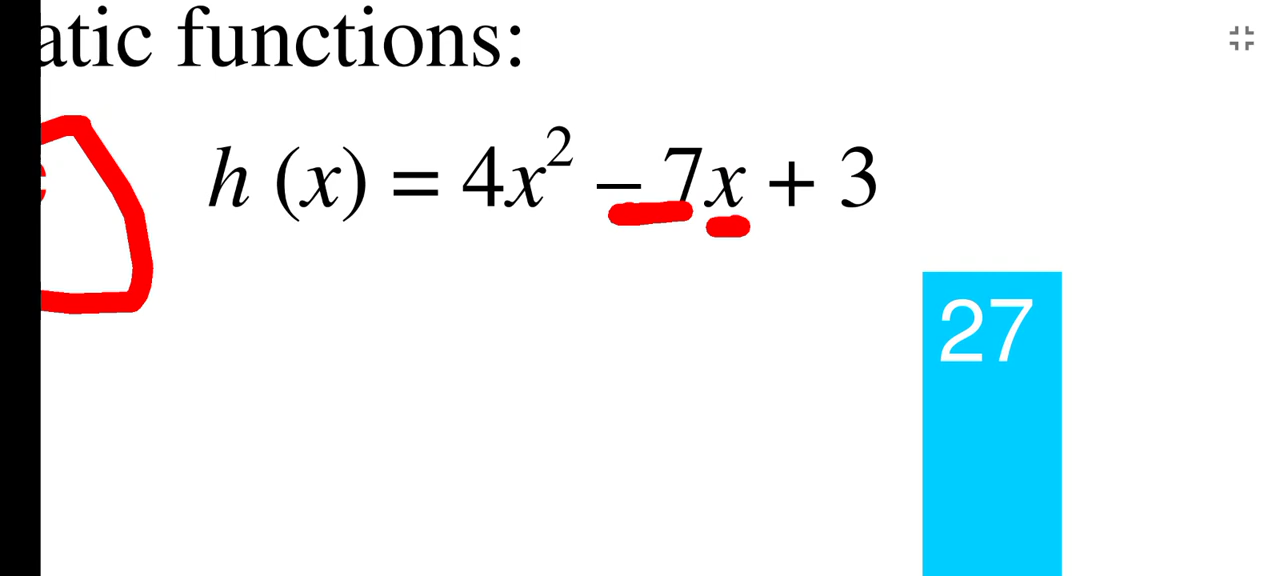 atic functions:
h (x) = 4x² – 7x + 3
27